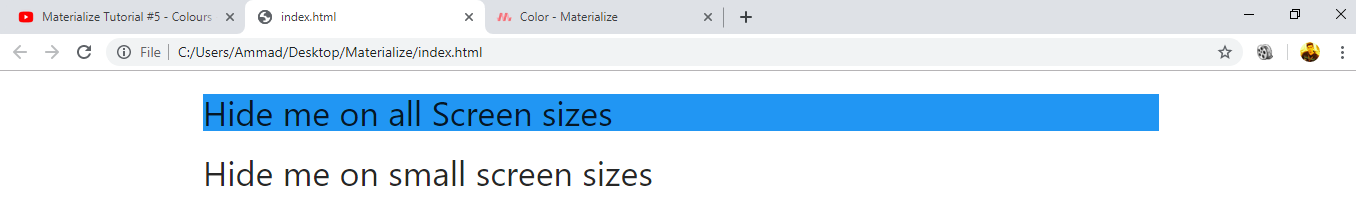 Materialize Tutorial #5 - Colours
index.html
Color - Materialize
File
C:/Users/Ammad/Desktop/Materialize/index.html
Hide me on all Screen sizes
Hide me on small screen sizes